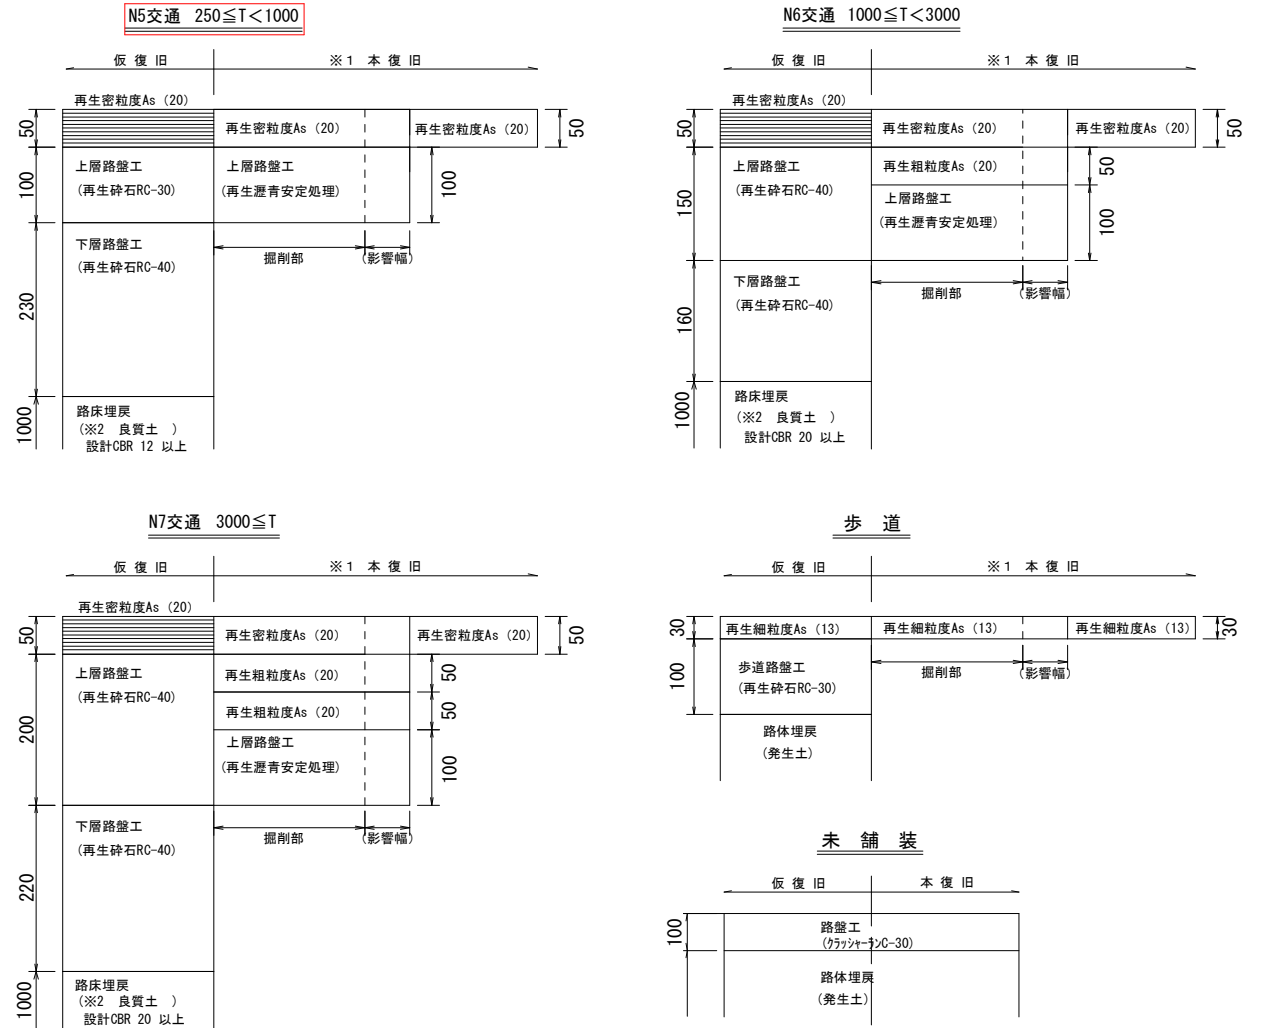 N5交通 250≦T＜1000
仮 復 旧
※1 本 復 旧
再生密粒度As (20)
50
再生密粒度As (20)
再生密粒度As (20)
50
上層路盤工
(再生砕石RC-30)
100
上層路盤工
(再生瀝青安定処理)
100
下層路盤工
(再生砕石RC-40)
230
掘削部
(影響幅)
1000
路床埋戻
(※2 良質土 )
設計CBR 12 以上
N6交通 1000≦T＜3000
仮 復 旧
※1 本 復 旧
再生密粒度As (20)
50
再生密粒度As (20)
再生密粒度As (20)
50
上層路盤工
(再生砕石RC-40)
150
再生粗粒度As (20)
50
上層路盤工
(再生瀝青安定処理)
100
下層路盤工
(再生砕石RC-40)
160
掘削部
(影響幅)
1000
路床埋戻
(※2 良質土 )
設計CBR 20 以上
N7交通 3000≦T
仮 復 旧
※1 本 復 旧
再生密粒度As (20)
50
再生密粒度As (20)
再生密粒度As (20)
50
上層路盤工
(再生砕石RC-40)
200
再生粗粒度As (20)
50
再生粗粒度As (20)
50
上層路盤工
(再生瀝青安定処理)
100
下層路盤工
(再生砕石RC-40)
220
掘削部
(影響幅)
1000
路床埋戻
(※2 良質土 )
設計CBR 20 以上
歩 道
仮 復 旧
※1 本 復 旧
30
再生細粒度As (13)
再生細粒度As (13)
再生細粒度As (13)
30
100
歩道路盤工
(再生砕石RC-30)
掘削部
(影響幅)
路体埋戻
(発生土)
未 舗 装
仮 復 旧
本 復 旧
100
路盤工
(ｸﾗｯｼｬｰﾗﾝC-30)
路体埋戻
(発生土)